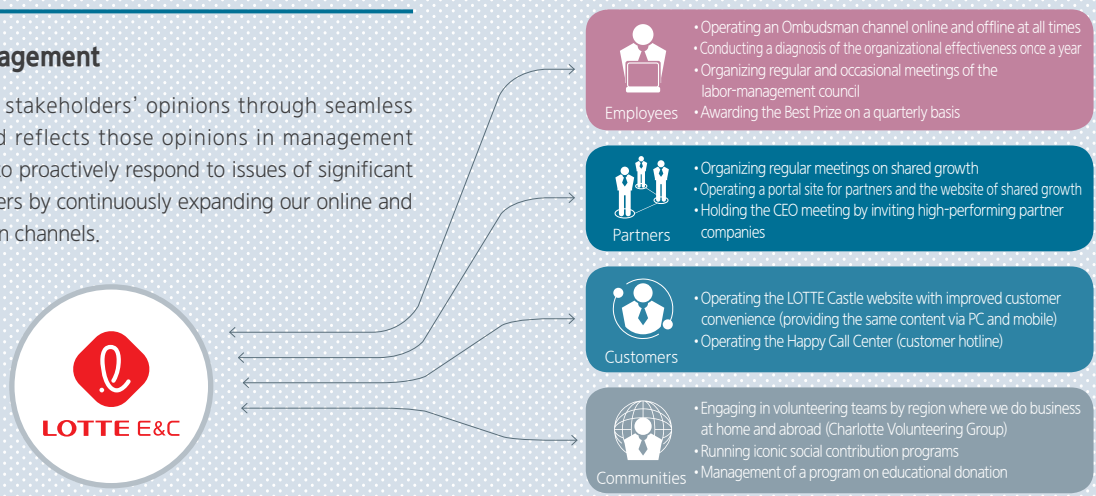 agement
stakeholders' opinions through seamless
d reflects those opinions in management
to proactively respond to issues of significant
ers by continuously expanding our online and
n channels.
LOTTE E&C
• Operating an Ombudsman channel online and offline at all times
• Conducting a diagnosis of the organizational effectiveness once a year
• Organizing regular and occasional meetings of the
labor-management council
• Awarding the Best Prize on a quarterly basis
Employees
• Organizing regular meetings on shared growth
• Operating a portal site for partners and the website of shared growth
• Holding the CEO meeting by inviting high-performing partner
companies
Partners
• Operating the LOTTE Castle website with improved customer
convenience (providing the same content via PC and mobile)
• Operating the Happy Call Center (customer hotline)
Customers
• Engaging in volunteering teams by region where we do business
at home and abroad (Charlotte Volunteering Group)
• Running iconic social contribution programs
• Management of a program on educational donation
Communities